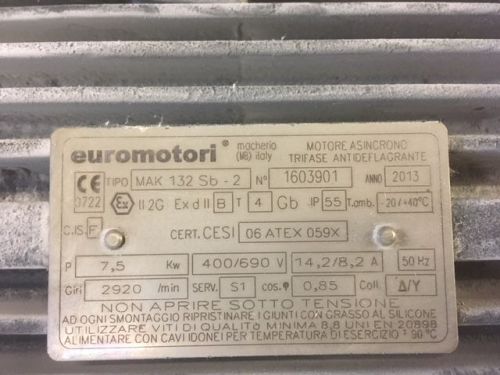 euromotori® macherio (MB) italy MOTORE ASINCRONO TRIFASE ANTIDEFLAGRANTE
CE 0722 TIPO MAK 132 Sb - 2 N° 1603901 ANNO 2013
Ex II 2G Ex d II B T 4 Gb IP 55 T.amb. -20/+40°C
CL.IS. F CERT. CESI 06 ATEX 059X
P 7,5 Kw 400/690 V 14,2/8,2 A 50 Hz
Giri 2920 /min SERV. S1 cos.φ 0,85 Coll. Δ/Y
NON APRIRE SOTTO TENSIONE
AD OGNI SMONTAGGIO RIPRISTINARE I GIUNTI CON GRASSO AL SILICONE
UTILIZZARE VITI DI QUALITÀ MINIMA 8,8 UNI EN 20898
ALIMENTARE CON CAVI IDONEI PER TEMPERATURA DI ESERCIZIO ≥ 90 °C